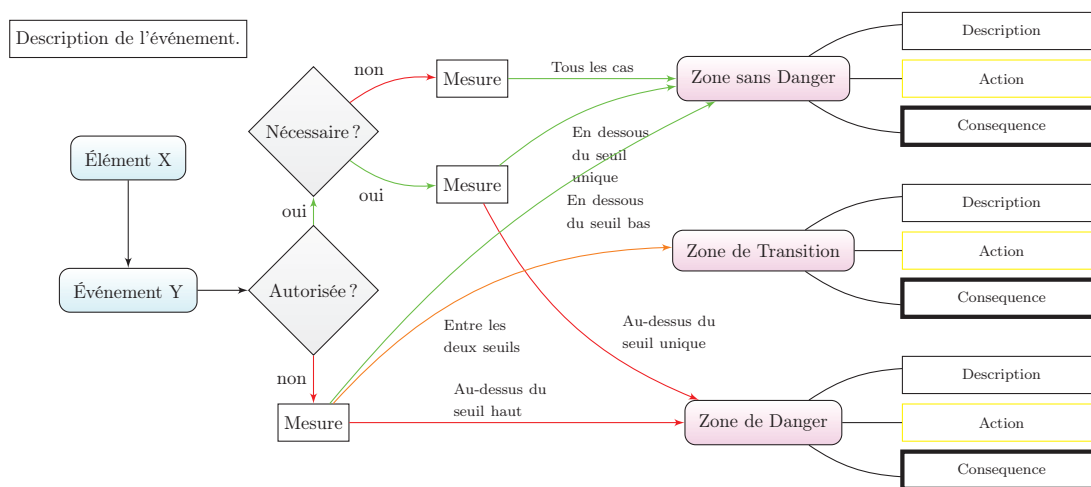 Description de l'événement.
Élément X
Événement Y
Nécessaire ?
Autorisée ?
non
oui
oui
non
Mesure
Mesure
Mesure
Tous les cas
En dessous
du seuil
unique
En dessous
du seuil bas
Entre les
deux seuils
Au-dessus du
seuil unique
Au-dessus du
seuil haut
Zone sans Danger
Description
Action
Consequence
Zone de Transition
Description
Action
Consequence
Zone de Danger
Description
Action
Consequence